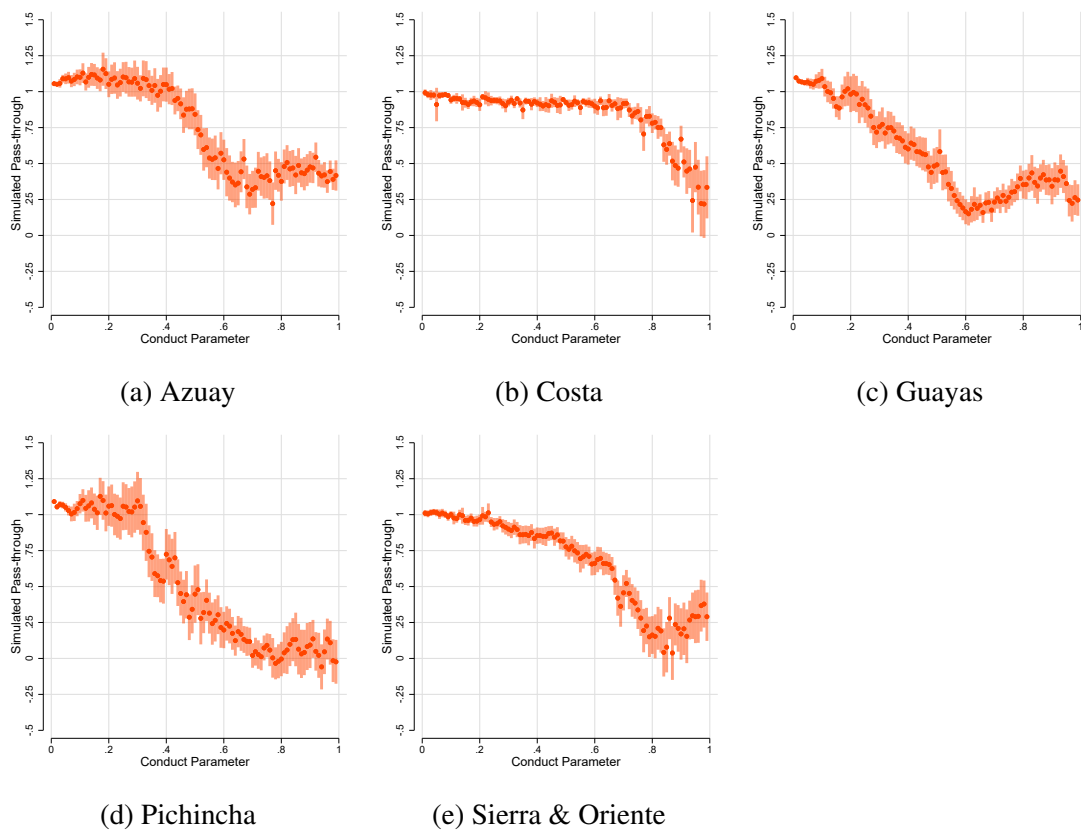 1.5
1.25
1
.75
.5
.25
0
-.25
-.5
Simulated Pass-through
0 .2 .4 .6 .8 1
Conduct Parameter
(a) Azuay
1.5
1.25
1
.75
.5
.25
0
-.25
-.5
Simulated Pass-through
0 .2 .4 .6 .8 1
Conduct Parameter
(b) Costa
1.5
1.25
1
.75
.5
.25
0
-.25
-.5
Simulated Pass-through
0 .2 .4 .6 .8 1
Conduct Parameter
(c) Guayas
1.5
1.25
1
.75
.5
.25
0
-.25
-.5
Simulated Pass-through
0 .2 .4 .6 .8 1
Conduct Parameter
(d) Pichincha
1.5
1.25
1
.75
.5
.25
0
-.25
-.5
Simulated Pass-through
0 .2 .4 .6 .8 1
Conduct Parameter
(e) Sierra & Oriente